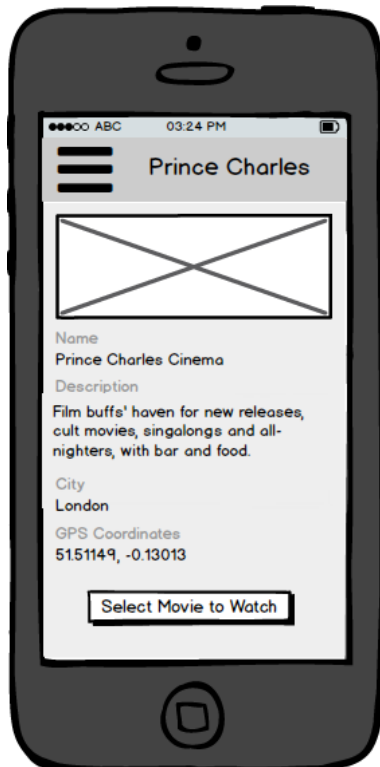 ABC 03:24 PM
Prince Charles
Name
Prince Charles Cinema
Description
Film buffs' haven for new releases,
cult movies, singalongs and all-
nighters, with bar and food.
City
London
GPS Coordinates
51.51149, -0.13013
Select Movie to Watch